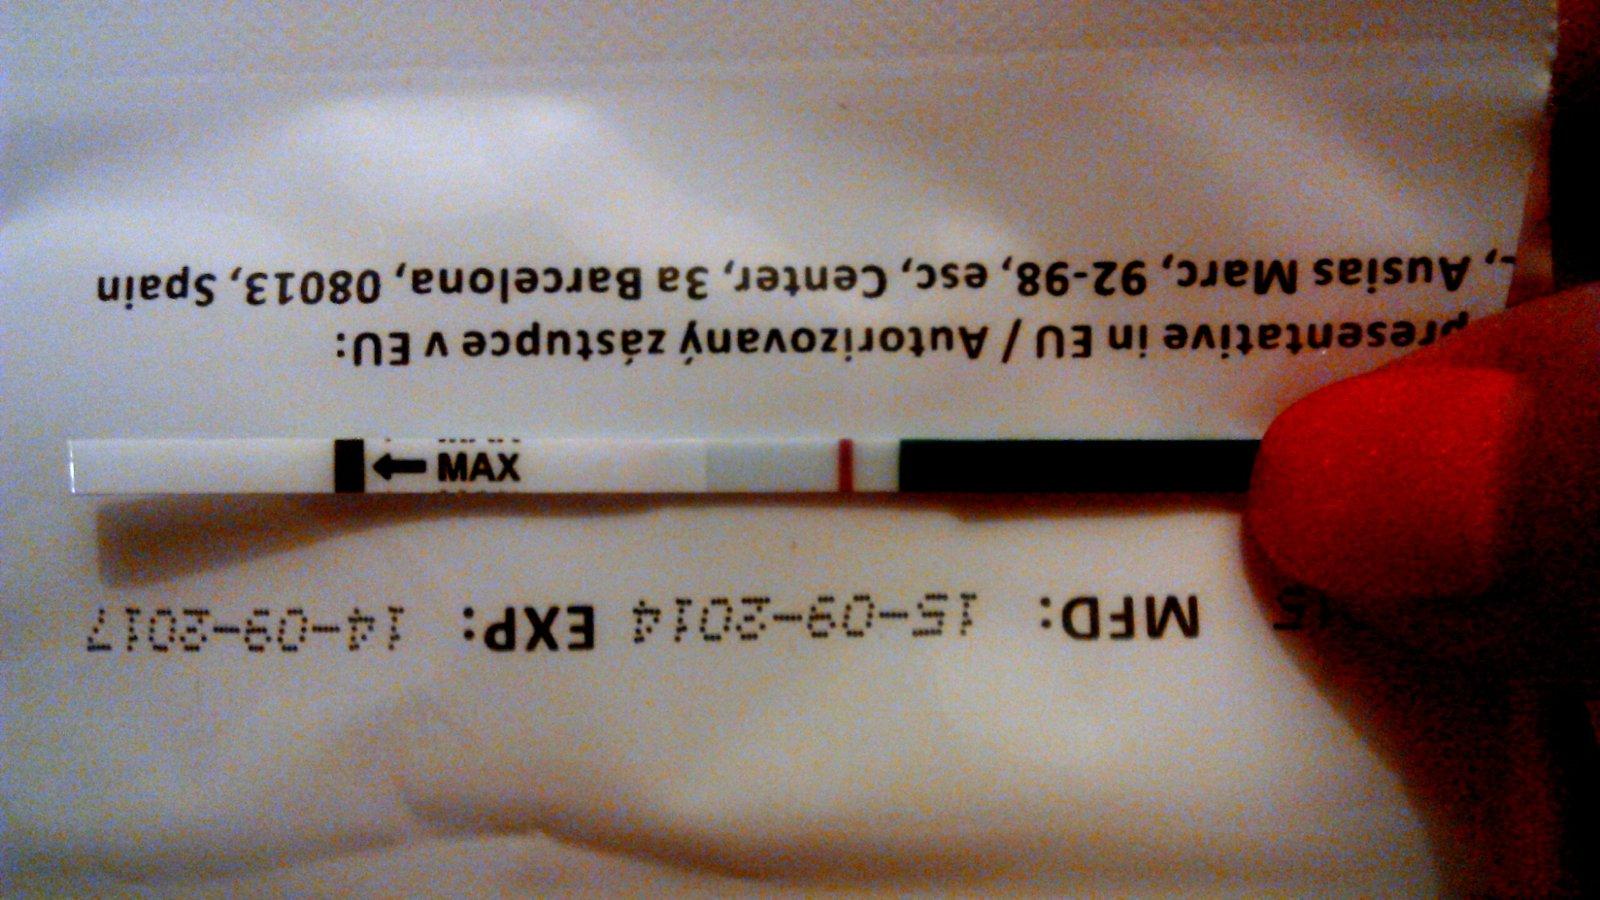 MFD: 15-09-2014 EXP: 14-09-2017
MAX
presentative in EU / Autorizovaný zástupce v EU:
Ausias Marc, 92-98, esc, Center, 3a Barcelona, 08013, Spain